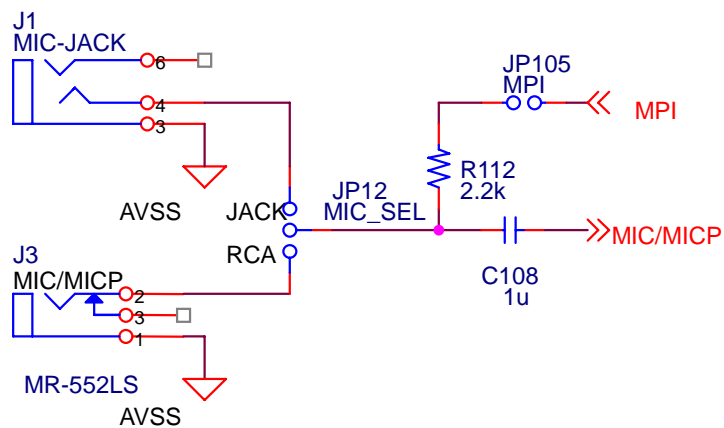 J1
MIC-JACK
6
4
3
AVSS
JP105
MPI
MPI
R112
2.2k
JP12
MIC_SEL
JACK
RCA
MIC/MICP
C108
1u
J3
MIC/MICP
2
3
1
MR-552LS
AVSS